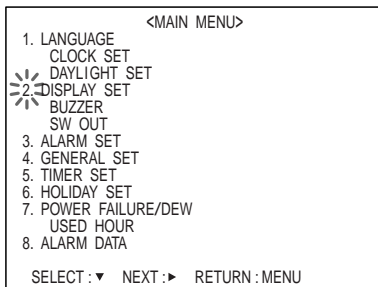 <MAIN MENU>
1. LANGUAGE
CLOCK SET
DAYLIGHT SET
2. DISPLAY SET
BUZZER
SW OUT
3. ALARM SET
4. GENERAL SET
5. TIMER SET
6. HOLIDAY SET
7. POWER FAILURE/DEW
USED HOUR
8. ALARM DATA
SELECT : ▼ NEXT : ► RETURN : MENU